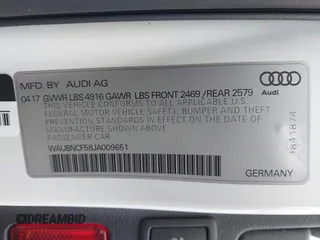 MFD. BY AUDI AG
04·17 GVWR LBS 4916 GAWR LBS FRONT 2469 /REAR 2579
THIS VEHICLE CONFORMS TO ALL APPLICABLE U.S.
FEDERAL MOTOR VEHICLE SAFETY, BUMPER AND THEFT
PREVENTION STANDARDS IN EFFECT ON THE DATE OF
MANUFACTURE SHOWN ABOVE.
PASSENGER CAR
WAUBNCF58JA009651
GERMANY
Audi
J841874
DREAMBID